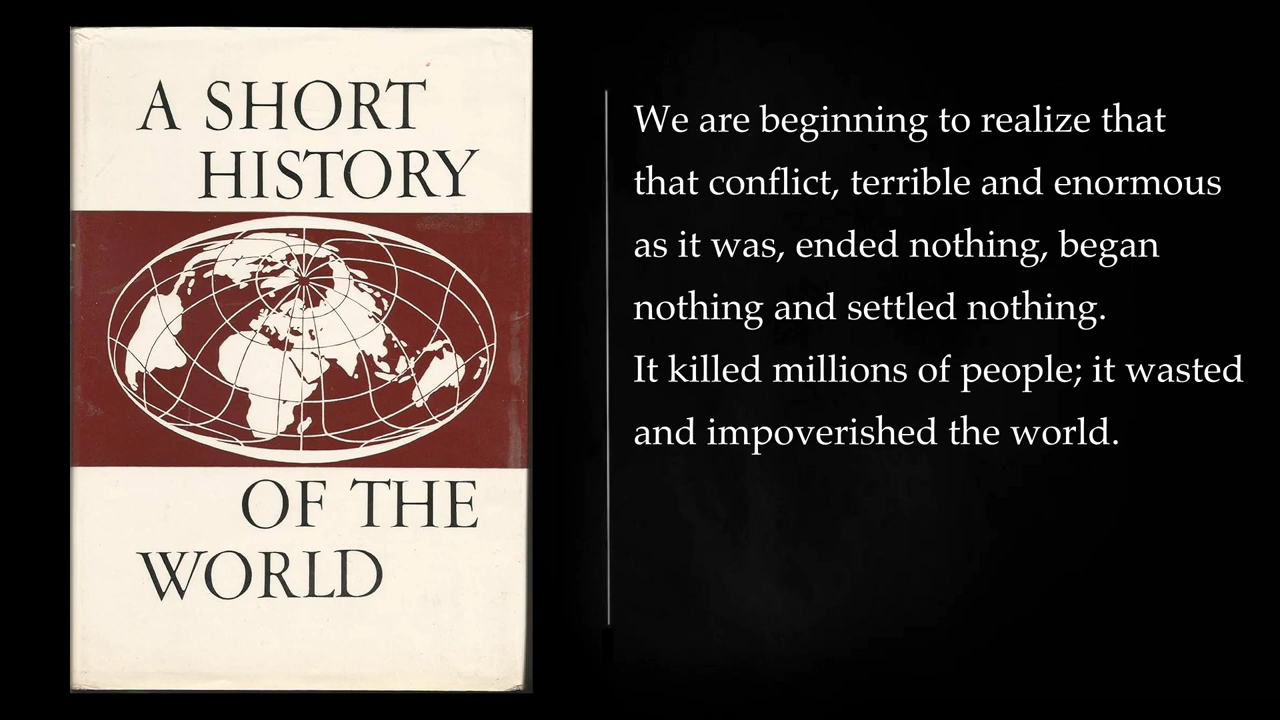 A SHORT
HISTORY
OF THE
WORLD
We are beginning to realize that
that conflict, terrible and enormous
as it was, ended nothing, began
nothing and settled nothing.
It killed millions of people; it wasted
and impoverished the world.